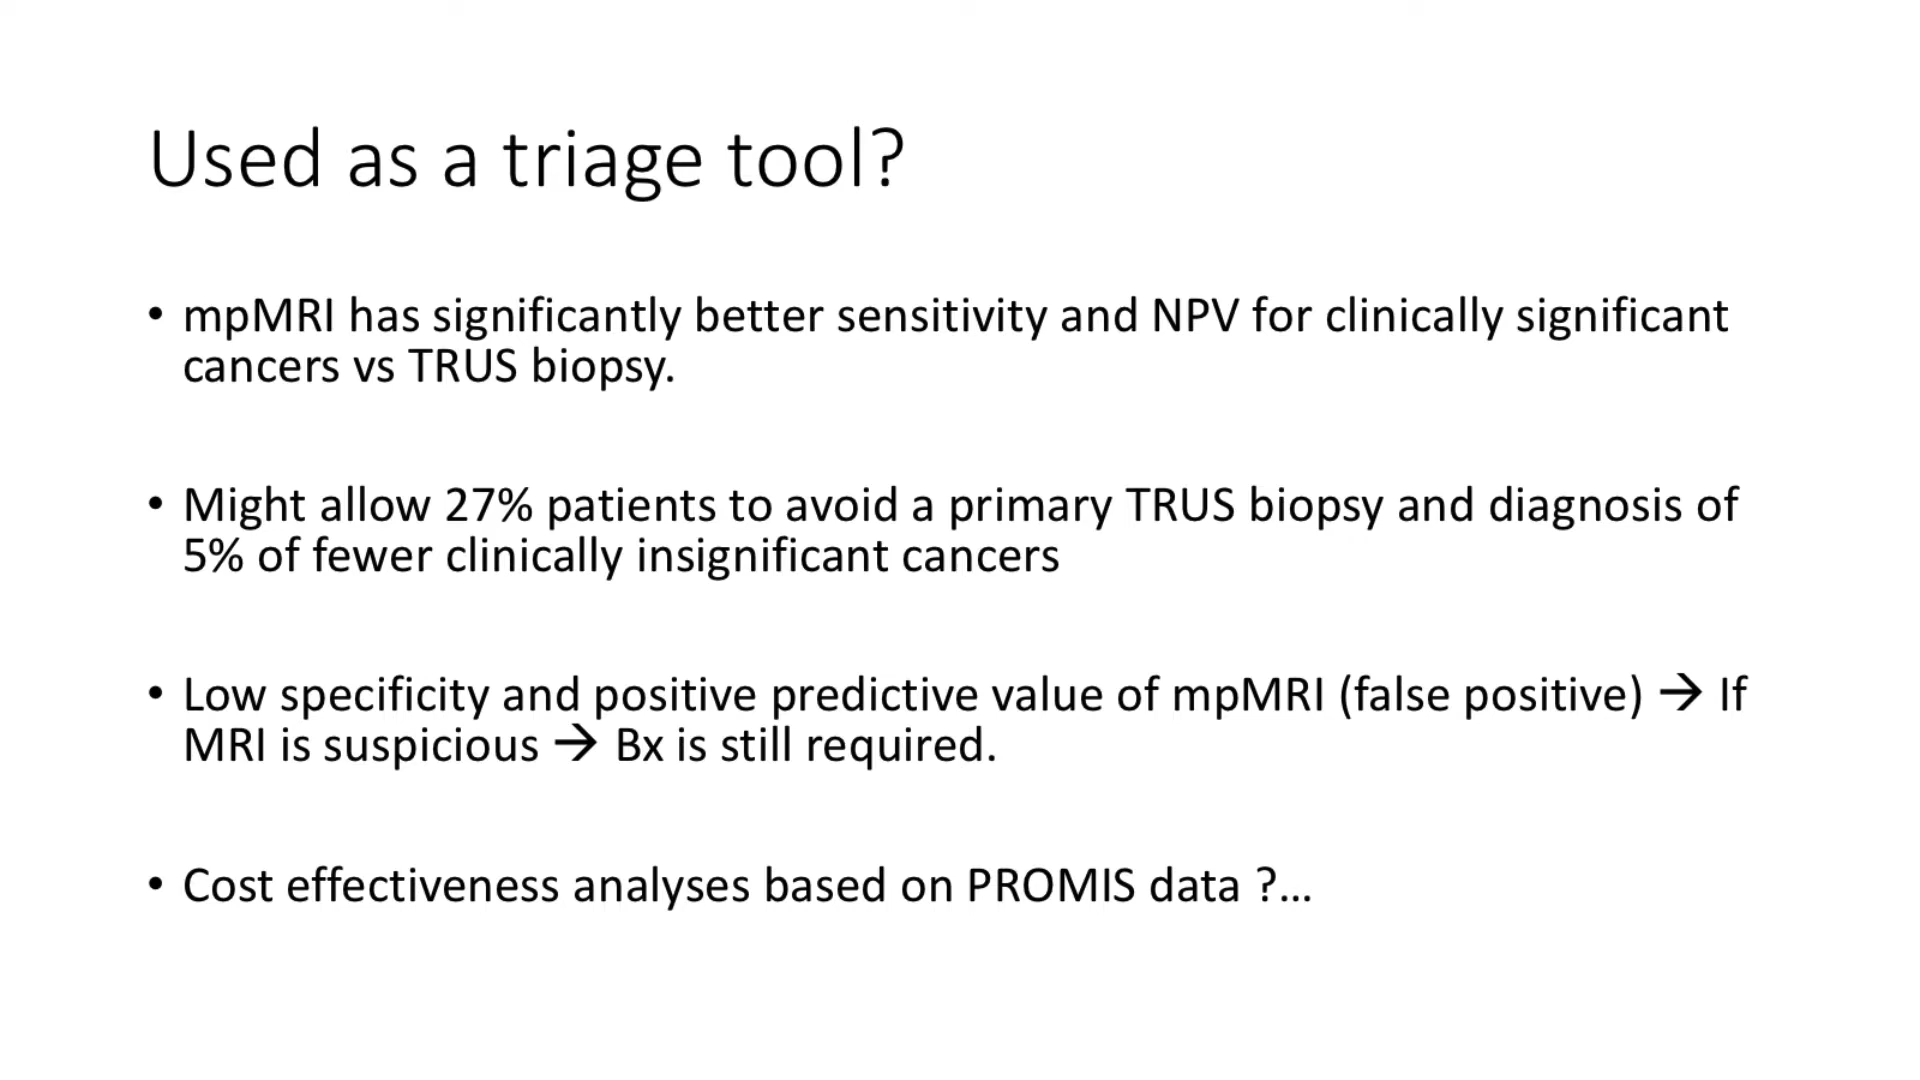 Used as a triage tool?
• mpMRI has significantly better sensitivity and NPV for clinically significant
cancers vs TRUS biopsy.
• Might allow 27% patients to avoid a primary TRUS biopsy and diagnosis of
5% of fewer clinically insignificant cancers
• Low specificity and positive predictive value of mpMRI (false positive) → If
MRI is suspicious → Bx is still required.
• Cost effectiveness analyses based on PROMIS data ?...